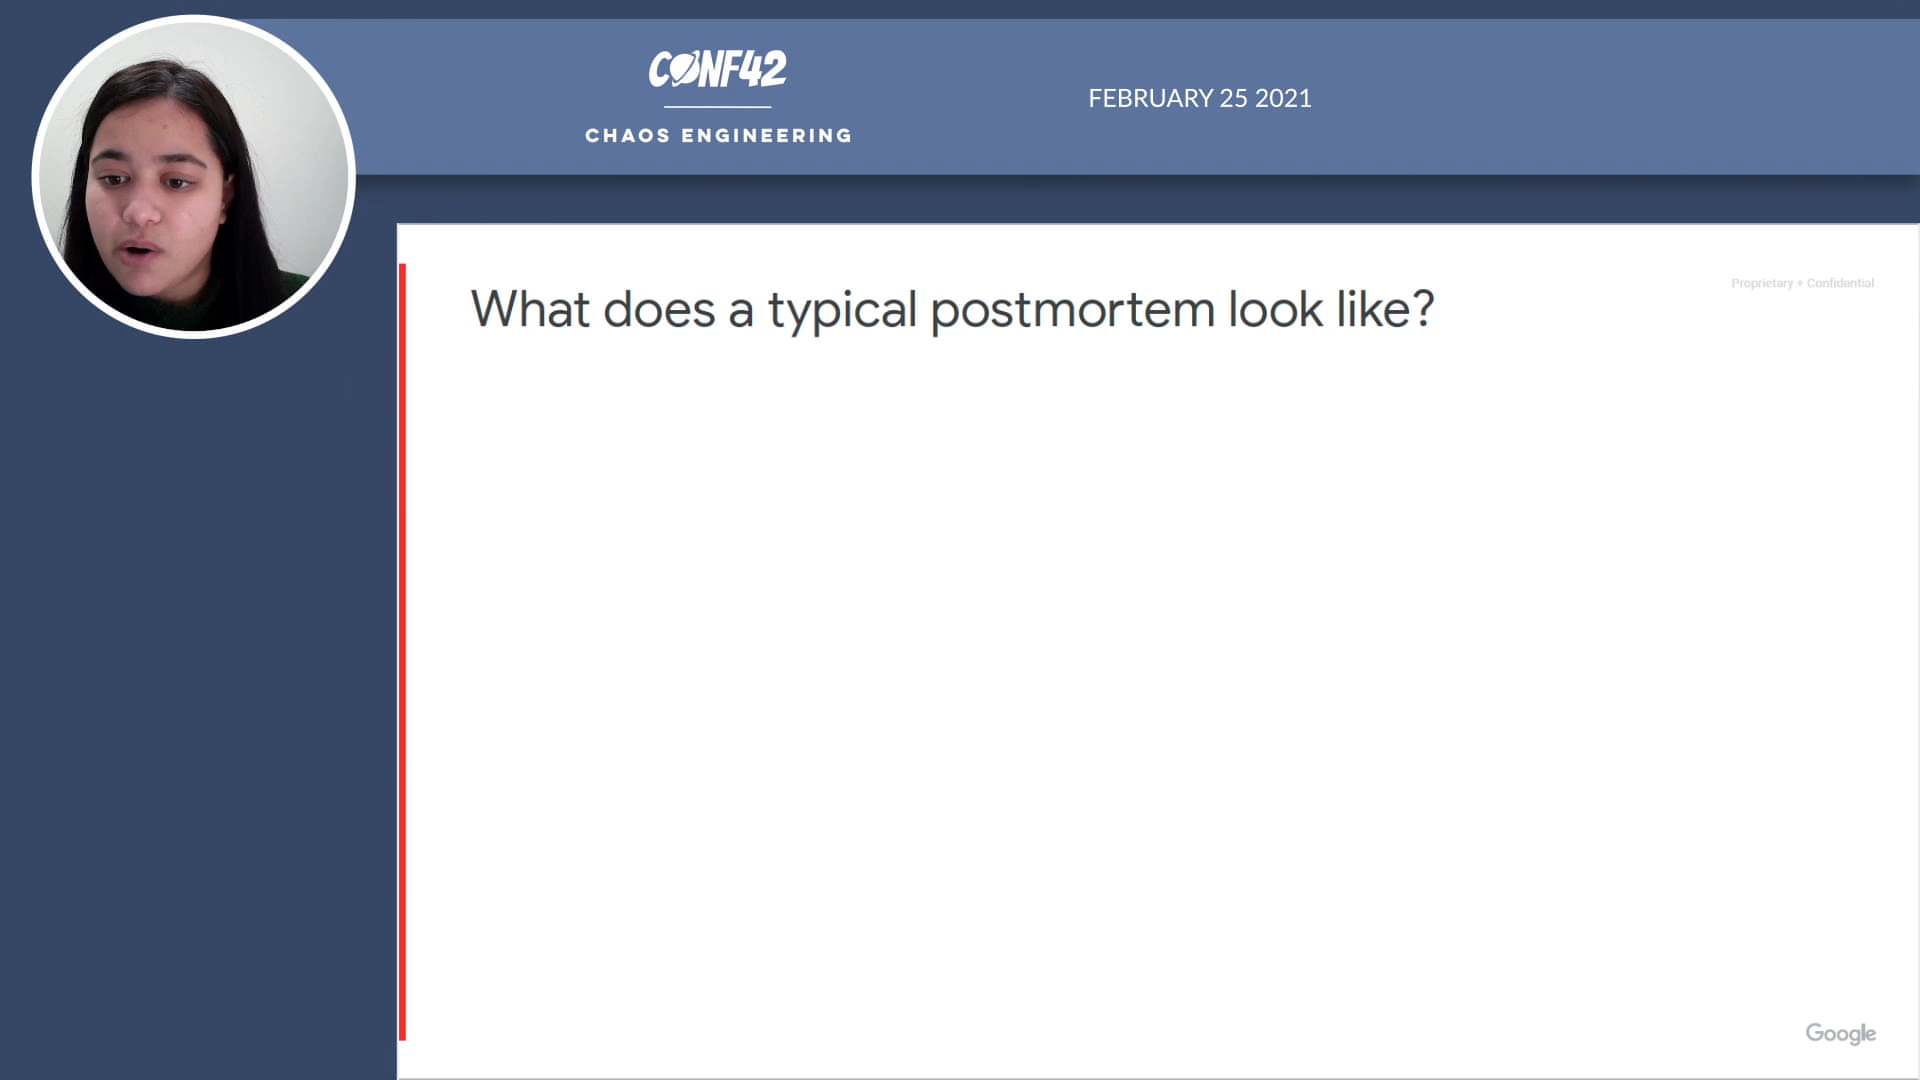 CONF42
CHAOS ENGINEERING
FEBRUARY 25 2021
What does a typical postmortem look like?
Proprietary + Confidential
Google